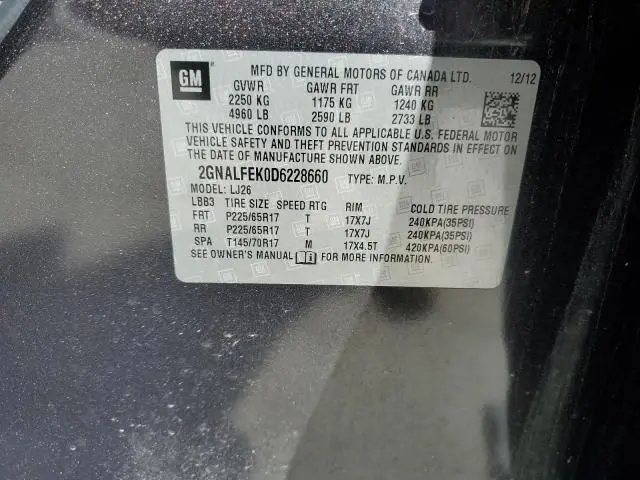 GM
MFD BY GENERAL MOTORS OF CANADA LTD. 12/12
GVWR GAWR FRT GAWR RR
2250 KG 1175 KG 1240 KG
4960 LB 2590 LB 2733 LB
THIS VEHICLE CONFORMS TO ALL APPLICABLE U.S. FEDERAL MOTOR
VEHICLE SAFETY AND THEFT PREVENTION STANDARDS IN EFFECT ON
THE DATE OF MANUFACTURE SHOWN ABOVE.
2GNALFEK0D6228660 TYPE: M.P.V.
MODEL: LJ26
LBB3 TIRE SIZE SPEED RTG RIM COLD TIRE PRESSURE
FRT P225/65R17 T 17X7J 240KPA(35PSI)
RR P225/65R17 T 17X7J 240KPA(35PSI)
SPA T145/70R17 M 17X4.5T 420KPA(60PSI)
SEE OWNER'S MANUAL FOR MORE INFORMATION.